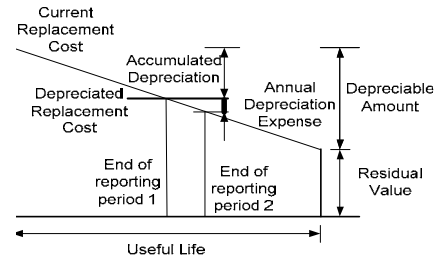 Current
Replacement
Cost
Accumulated
Depreciation
Depreciated
Replacement
Cost
Annual
Depreciation
Expense
Depreciable
Amount
End of
reporting
period 1
End of
reporting
period 2
Residual
Value
Useful Life